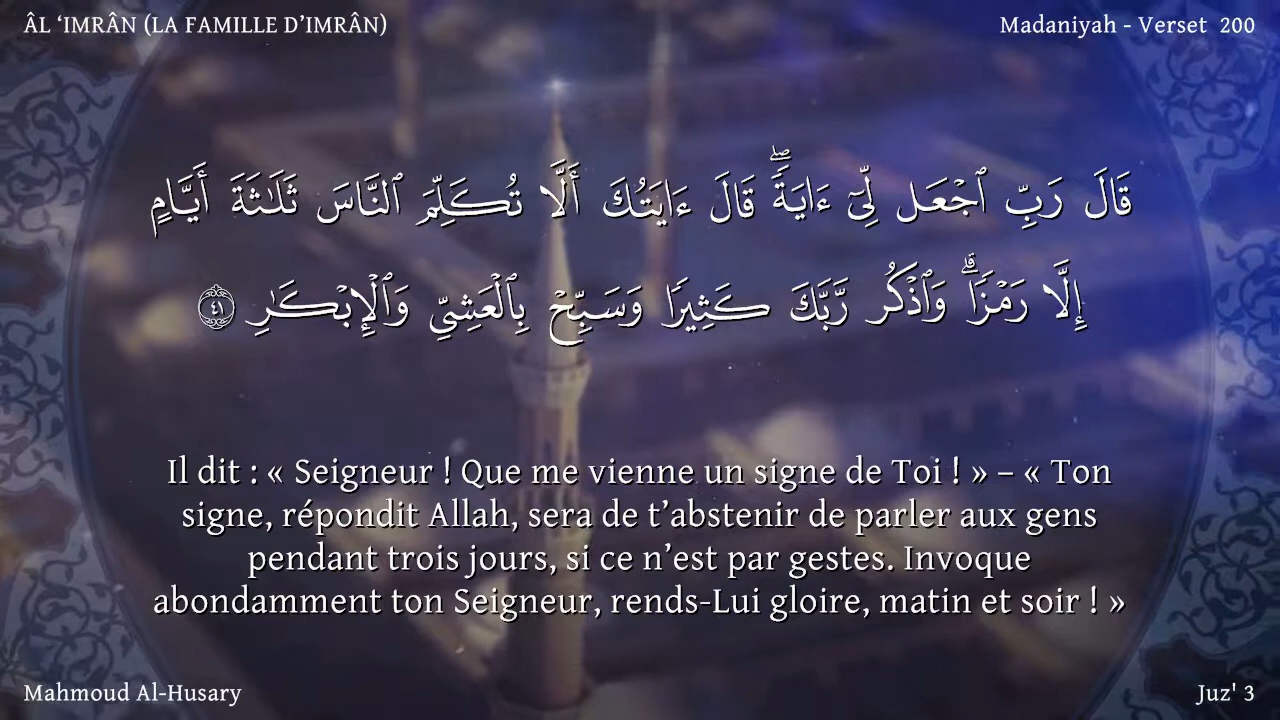 ÂL ‘IMRÂN (LA FAMILLE D’IMRÂN)
Madaniyah - Verset 200
قَالَ رَبِّ ٱجْعَل لِّىٓ ءَايَةًۖ قَالَ ءَايَتُكَ أَلَّا تُكَلِّمَ ٱلنَّاسَ ثَلَٰثَةَ أَيَّامٍ
إِلَّا رَمْزًاۗ وَٱذْكُر رَّبَّكَ كَثِيرًا وَسَبِّحْ بِٱلْعَشِىِّ وَٱلْإِبْكَٰرِ ٤١
Il dit : « Seigneur ! Que me vienne un signe de Toi ! » – « Ton
signe, répondit Allah, sera de t’abstenir de parler aux gens
pendant trois jours, si ce n’est par gestes. Invoque
abondamment ton Seigneur, rends-Lui gloire, matin et soir ! »
Mahmoud Al-Husary
Juz' 3